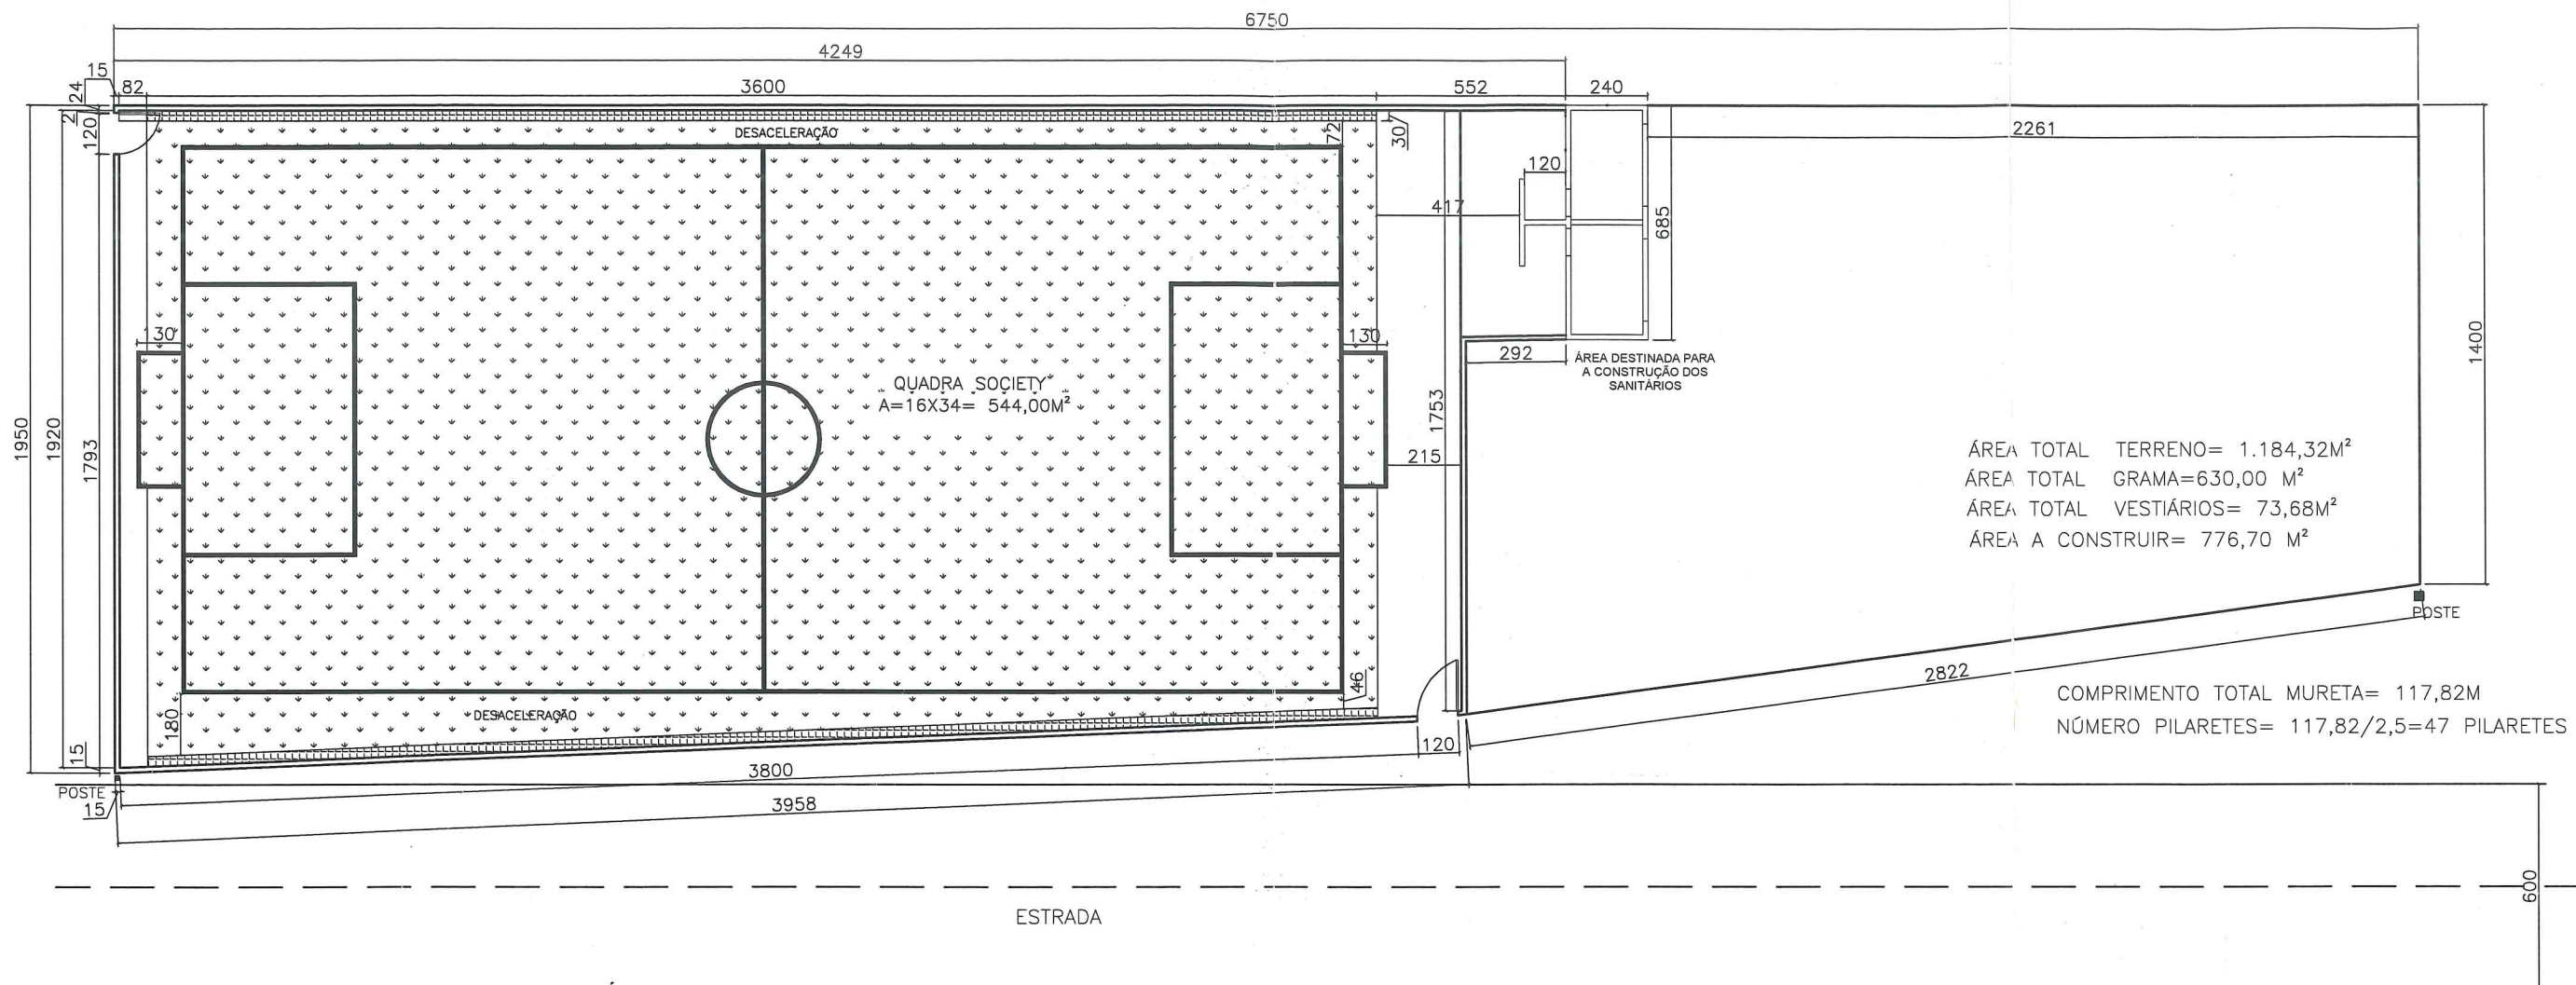 6750
4249
15
82
3600
552
240
24
2
120
DESACELERAÇÃO
72
30
2261
120
417
685
130
130
292
ÁREA DESTINADA PARA
A CONSTRUÇÃO DOS
SANITÁRIOS
1400
QUADRA SOCIETY
A=16X34= 544,00M²
1950
1920
1793
1753
215
ÁREA TOTAL TERRENO= 1.184,32M²
ÁREA TOTAL GRAMA=630,00 M²
ÁREA TOTAL VESTIÁRIOS= 73,68M²
ÁREA A CONSTRUIR= 776,70 M²
POSTE
2822
46
180
DESACELERAÇÃO
COMPRIMENTO TOTAL MURETA= 117,82M
NÚMERO PILARETES= 117,82/2,5=47 PILARETES
15
120
3800
POSTE
15
3958
600
ESTRADA